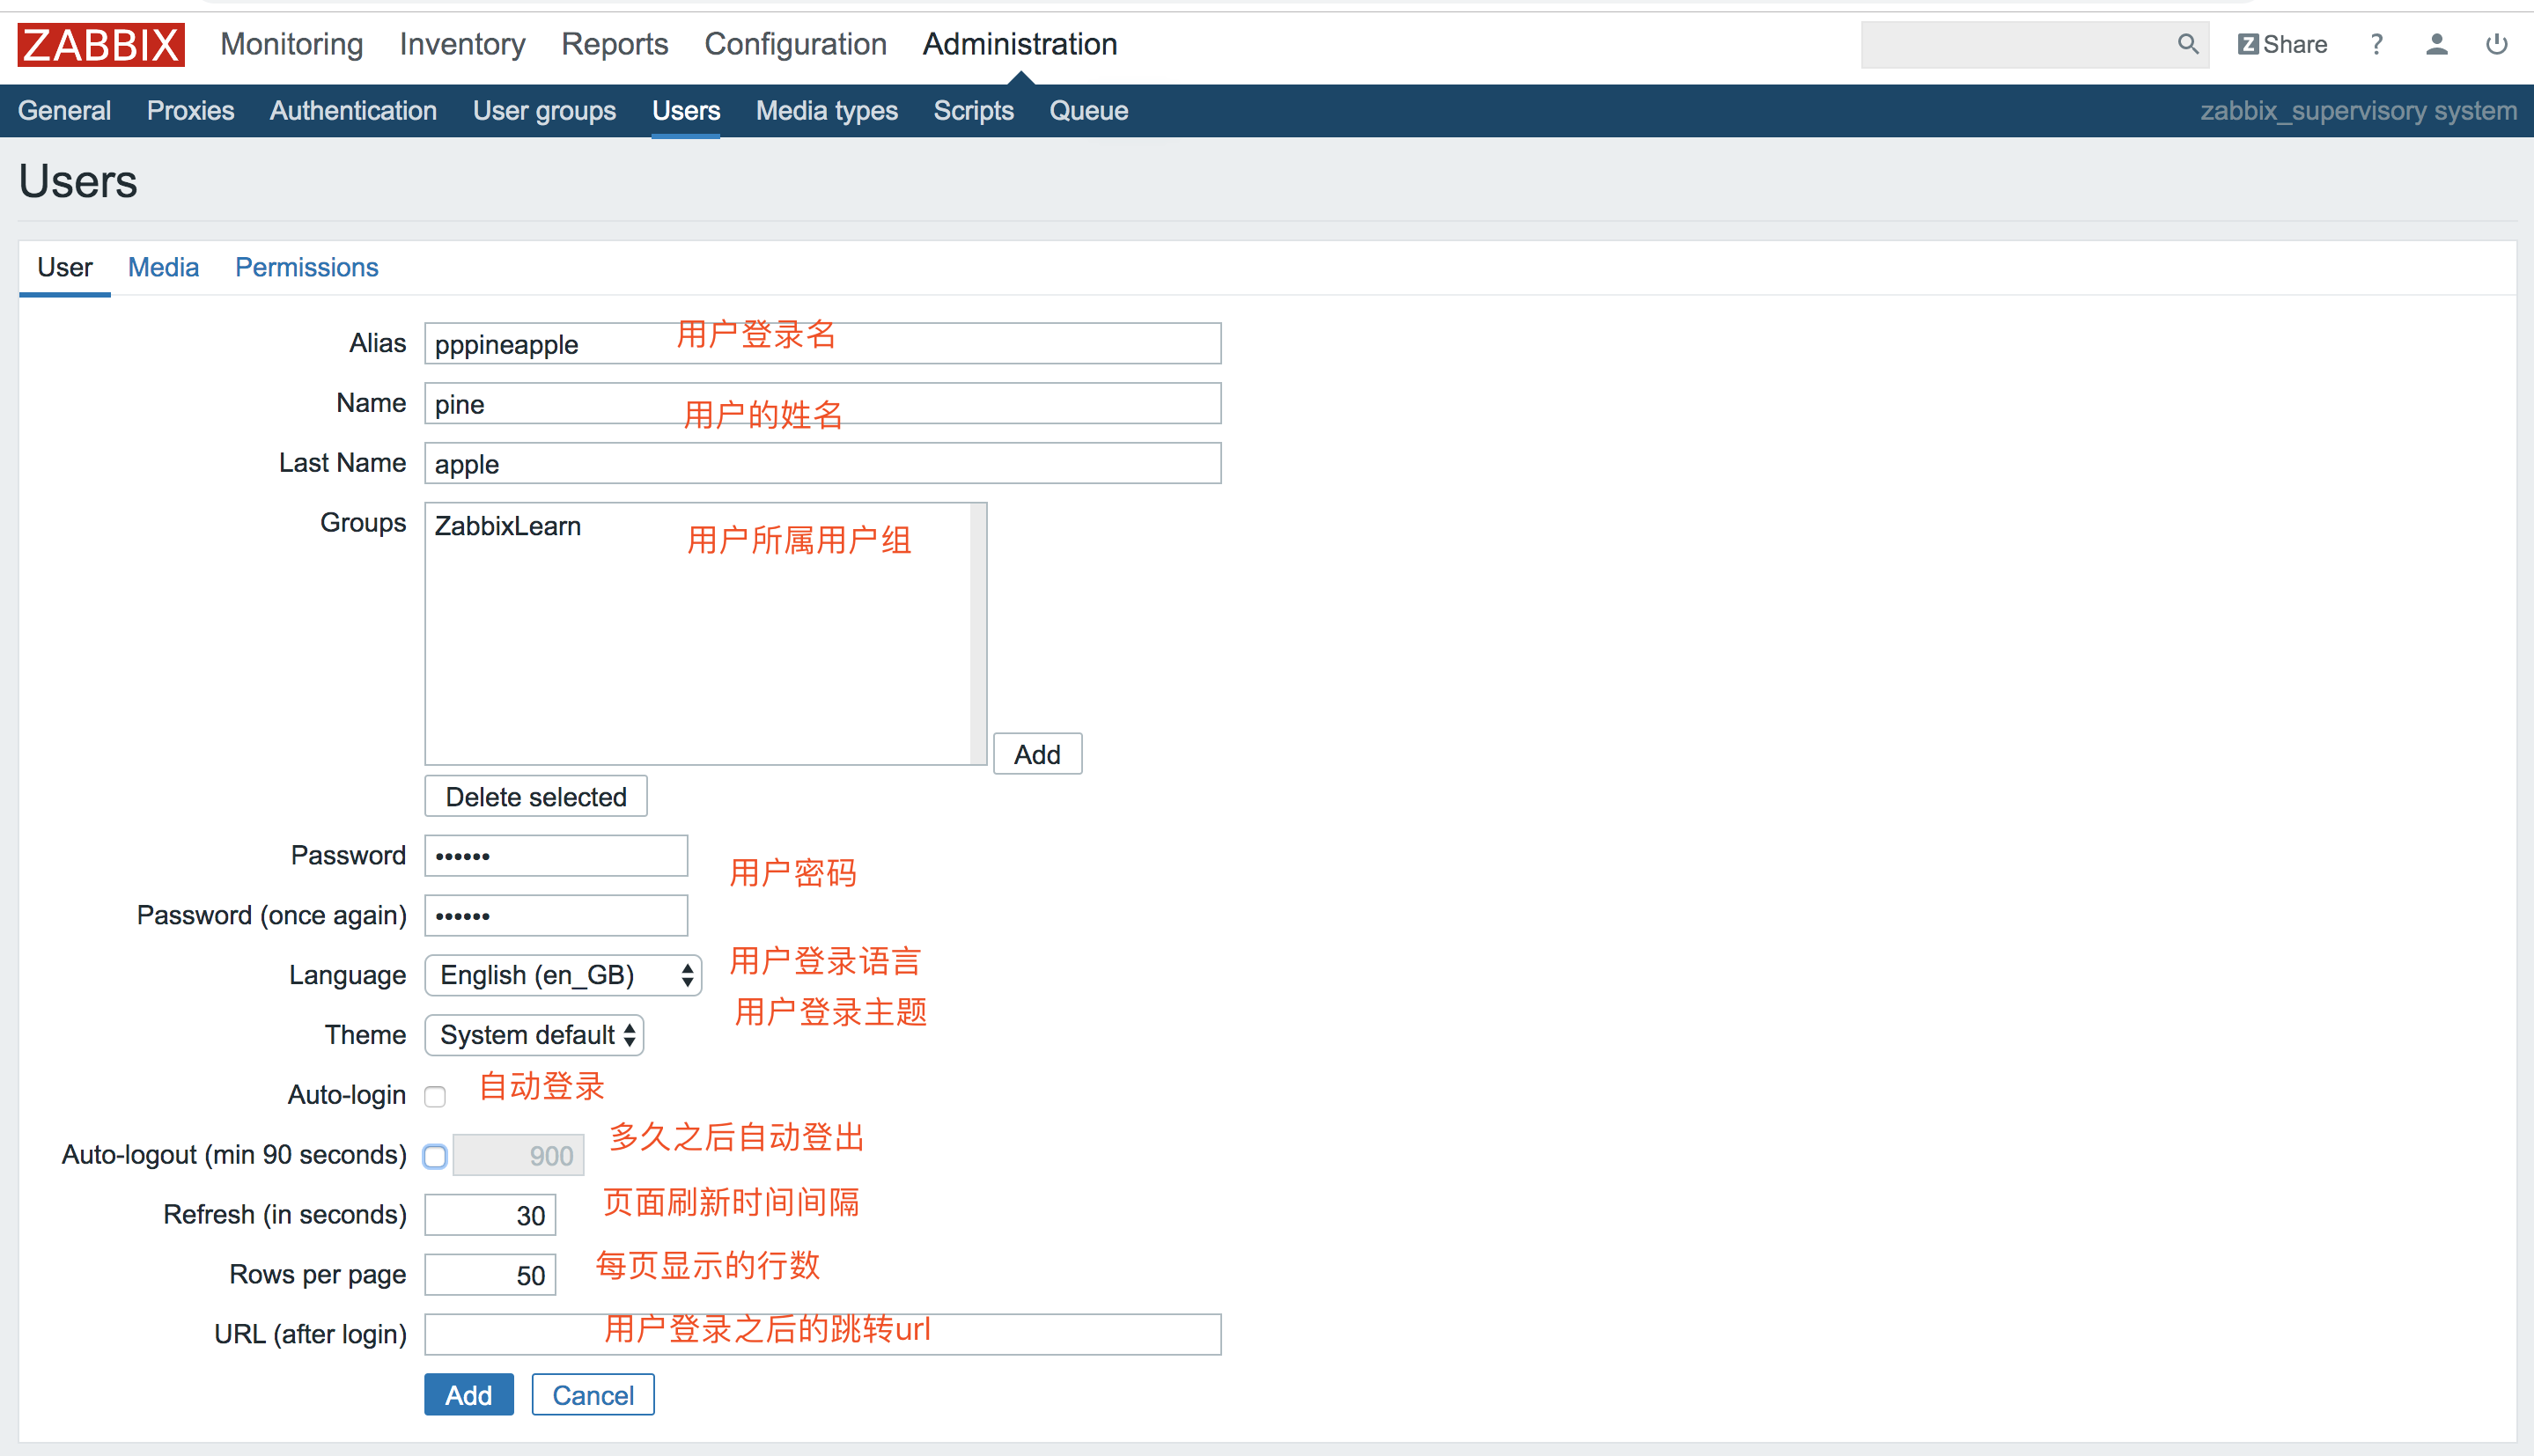 ZABBIX Monitoring Inventory Reports Configuration Administration Z Share ?
General Proxies Authentication User groups Users Media types Scripts Queue zabbix_supervisory system
Users
User Media Permissions
Alias pppineapple 用户登录名
Name pine 用户的姓名
Last Name apple
Groups ZabbixLearn 用户所属用户组
Add
Delete selected
Password •••••• 用户密码
Password (once again) ••••••
Language English (en_GB) 用户登录语言
Theme System default 用户登录主题
Auto-login 自动登录
Auto-logout (min 90 seconds) 900 多久之后自动登出
Refresh (in seconds) 30 页面刷新时间间隔
Rows per page 50 每页显示的行数
URL (after login) 用户登录之后的跳转url
Add Cancel